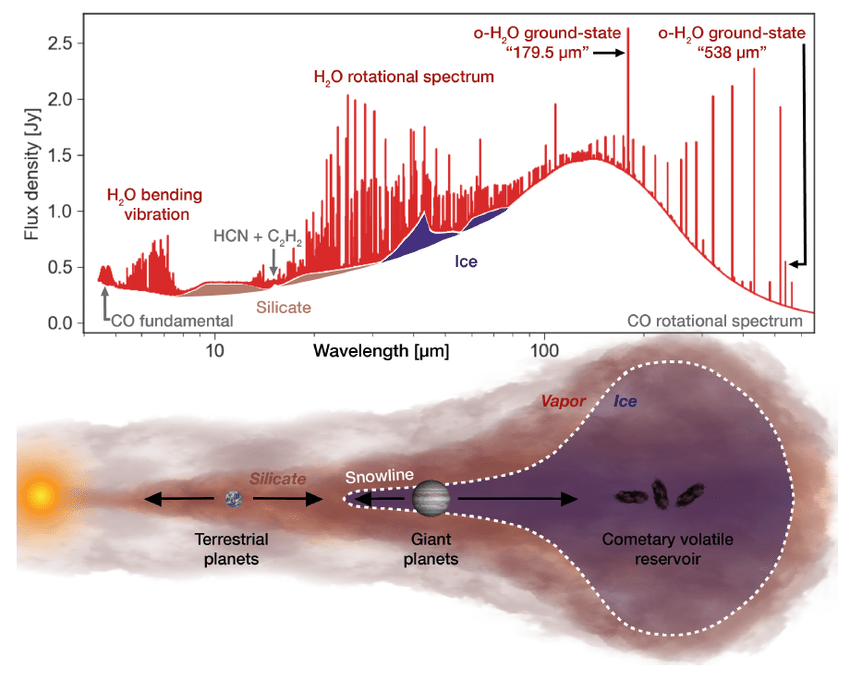 o-H₂O ground-state
“179.5 µm”
o-H₂O ground-state
“538 µm”
H₂O rotational spectrum
H₂O bending
vibration
HCN + C₂H₂
Ice
Silicate
CO fundamental
CO rotational spectrum
Flux density [Jy]
2.5
2.0
1.5
1.0
0.5
0.0
10
100
Wavelength [µm]
Vapor
Ice
Silicate
Snowline
Terrestrial
planets
Giant
planets
Cometary volatile
reservoir